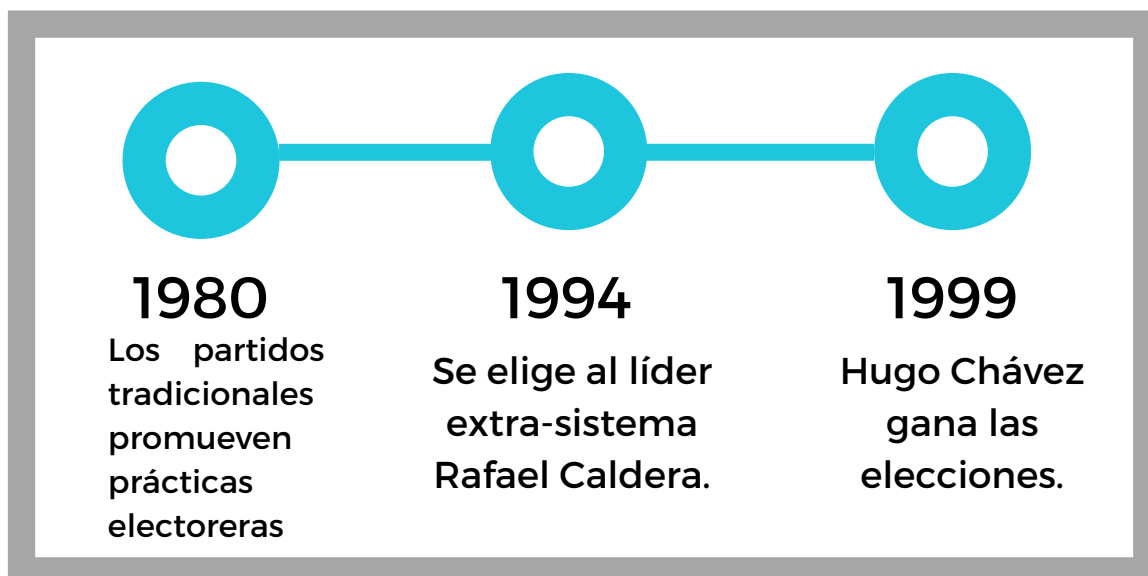 1980
Los partidos
tradicionales
promueven
prácticas
electoreras
1994
Se elige al líder
extra-sistema
Rafael Caldera.
1999
Hugo Chávez
gana las
elecciones.